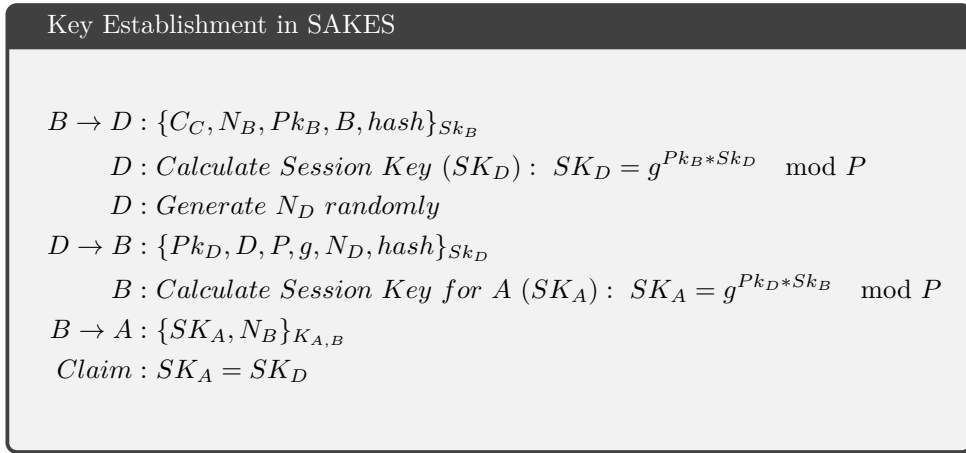 Key Establishment in SAKES
B → D : {C_C, N_B, Pk_B, B, hash}_{Sk_B}
D : Calculate Session Key (SK_D) : SK_D = g^{Pk_B*Sk_D} mod P
D : Generate N_D randomly
D → B : {Pk_D, D, P, g, N_D, hash}_{Sk_D}
B : Calculate Session Key for A (SK_A) : SK_A = g^{Pk_D*Sk_B} mod P
B → A : {SK_A, N_B}_{K_{A,B}}
Claim : SK_A = SK_D